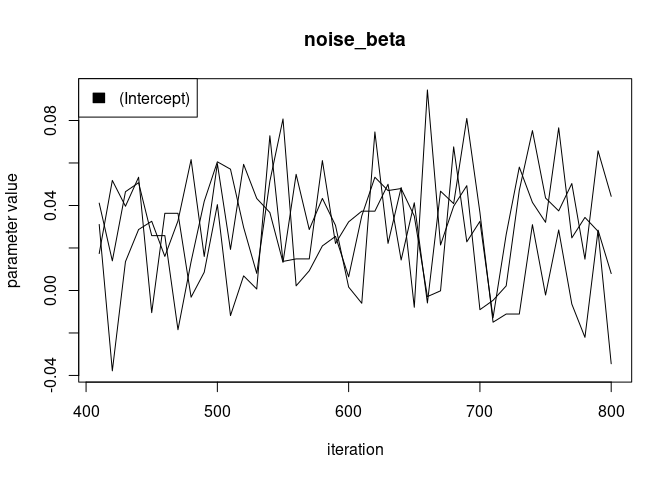 noise_beta
(Intercept)
parameter value
0.08
0.04
0.00
-0.04
400 500 600 700 800
iteration